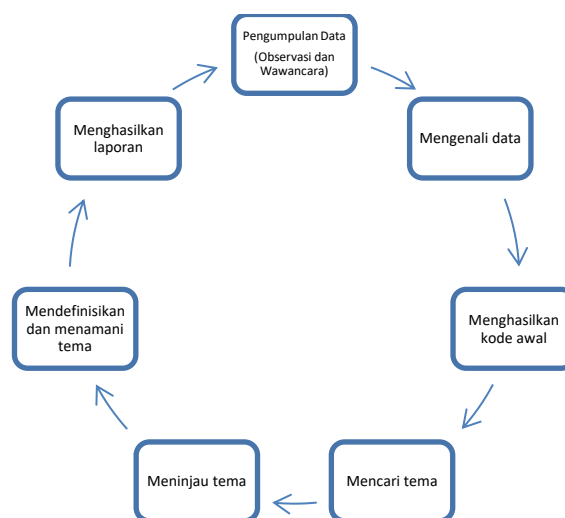 Pengumpulan Data
(Observasi dan
Wawancara)
Mengenali data
Menghasilkan
kode awal
Mencari tema
Meninjau tema
Mendefinisikan
dan menamani
tema
Menghasilkan
laporan